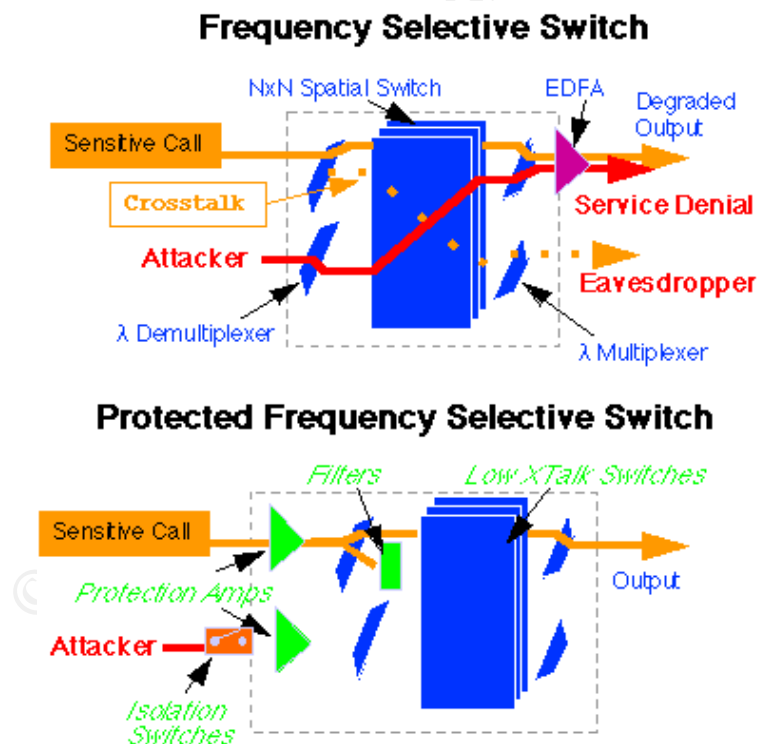 Frequency Selective Switch
NxN Spatial Switch
EDFA
Degraded
Output
Sensitive Call
Crosstalk
Service Denial
Attacker
Eavesdropper
λ Demultiplexer
λ Multiplexer
Protected Frequency Selective Switch
Filters
Low XTalk Switches
Sensitive Call
Output
Protection Amps
Attacker
Isolation
Switches